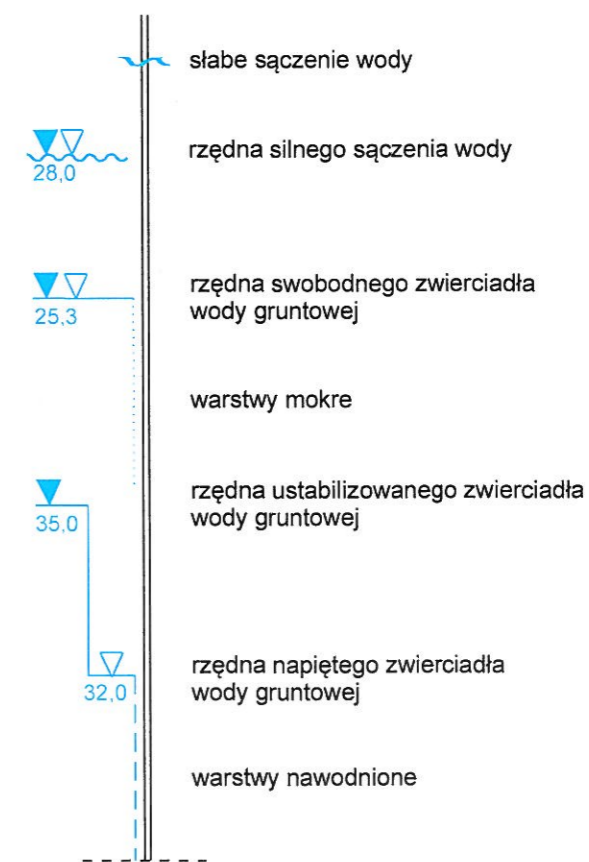 słabe sączenie wody
rzędna silnego sączenia wody
28,0
rzędna swobodnego zwierciadła
wody gruntowej
25,3
warstwy mokre
rzędna ustabilizowanego zwierciadła
wody gruntowej
35,0
rzędna napiętego zwierciadła
wody gruntowej
32,0
warstwy nawodnione